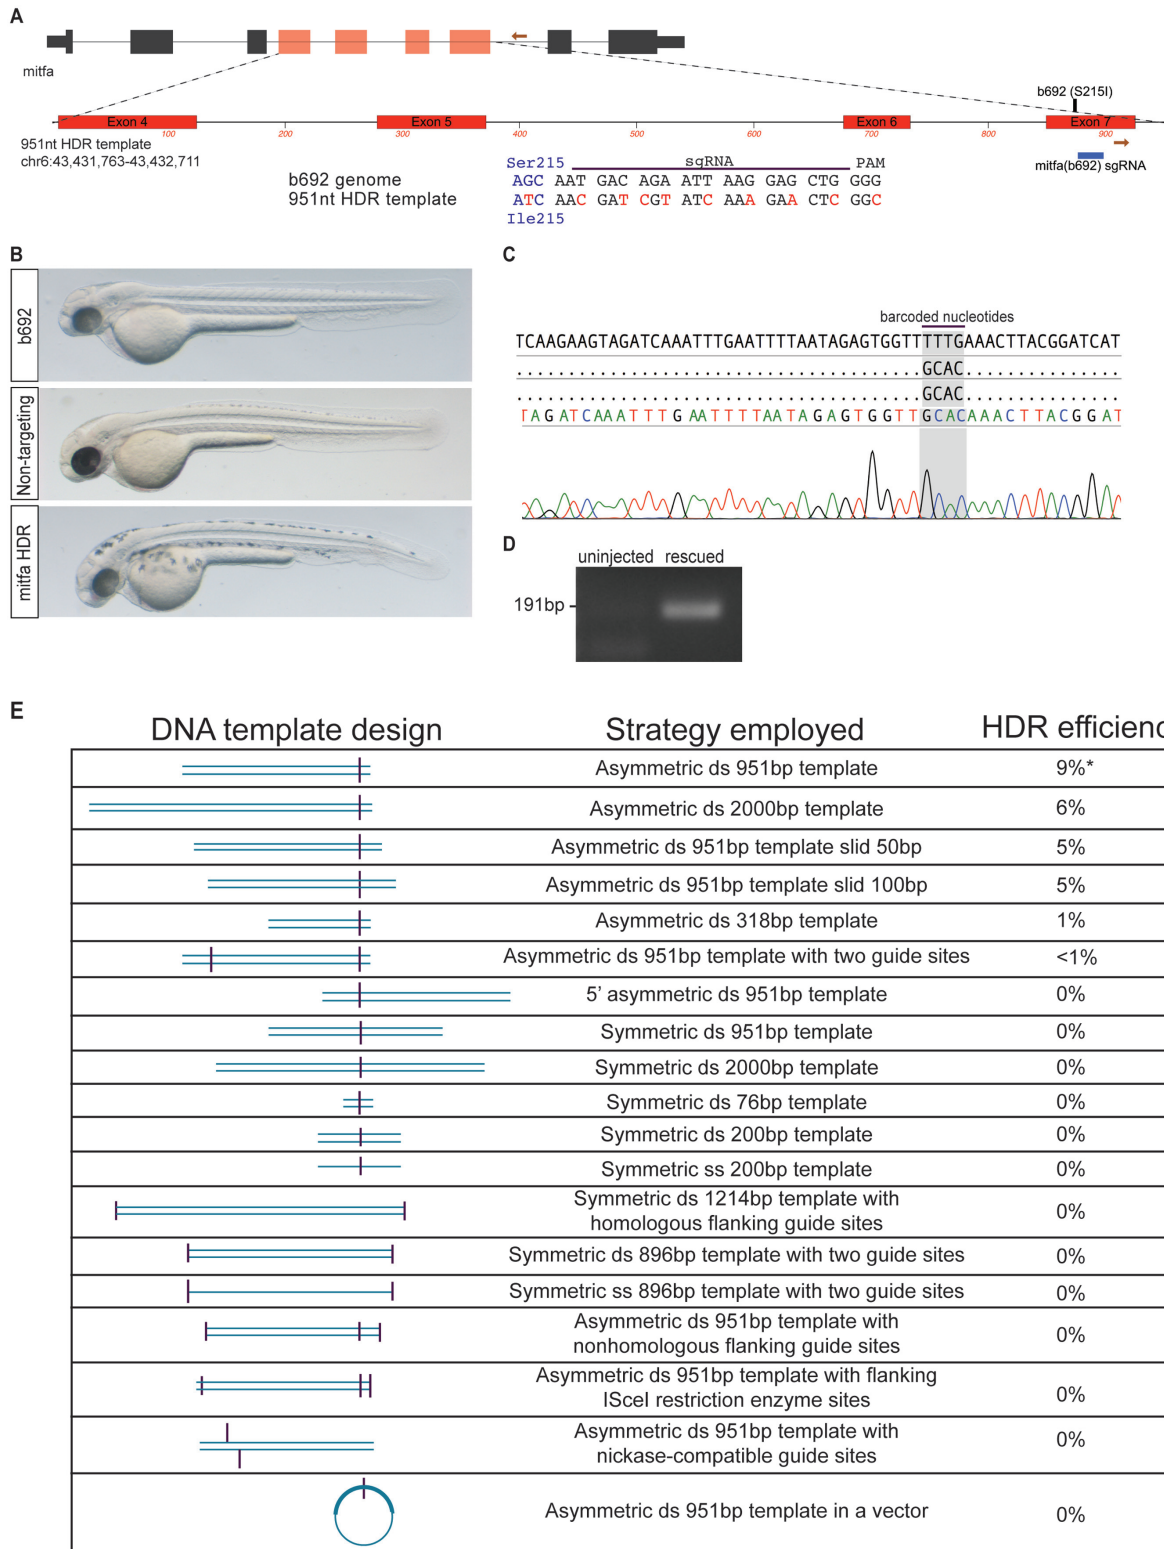 A
mitfa
b692 (S215I)
Exon 4
Exon 5
Exon 6
Exon 7
100
200
300
400
500
600
700
800
900
951nt HDR template
chr6:43,431,763-43,432,711
mitfa(b692) sgRNA
Ser215
sgRNA
PAM
b692 genome
AGC AAT GAC AGA ATT AAG GAG CTG GGG
951nt HDR template
ATC AAC GAT CGT ATC AAA GAA CTC GGC
Ile215
B
b692
Non-targeting
mitfa HDR
C
barcoded nucleotides
TCAAGAAGTAGATCAAATTTGAATTTTAATAGAGTGGTTTTTGAAACTTACGGATCAT
GCAC
GCAC
TAGATCAAATTTGAATTTTAATAGAGTGGTTGCACAAACTTACGGAT
D
uninjected rescued
191bp
E
DNA template design
Strategy employed
HDR efficienc
Asymmetric ds 951bp template
9%*
Asymmetric ds 2000bp template
6%
Asymmetric ds 951bp template slid 50bp
5%
Asymmetric ds 951bp template slid 100bp
5%
Asymmetric ds 318bp template
1%
Asymmetric ds 951bp template with two guide sites
<1%
5’ asymmetric ds 951bp template
0%
Symmetric ds 951bp template
0%
Symmetric ds 2000bp template
0%
Symmetric ds 76bp template
0%
Symmetric ds 200bp template
0%
Symmetric ss 200bp template
0%
Symmetric ds 1214bp template with
homologous flanking guide sites
0%
Symmetric ds 896bp template with two guide sites
0%
Symmetric ss 896bp template with two guide sites
0%
Asymmetric ds 951bp template with
nonhomologous flanking guide sites
0%
Asymmetric ds 951bp template with flanking
ISceI restriction enzyme sites
0%
Asymmetric ds 951bp template with
nickase-compatible guide sites
0%
Asymmetric ds 951bp template in a vector
0%